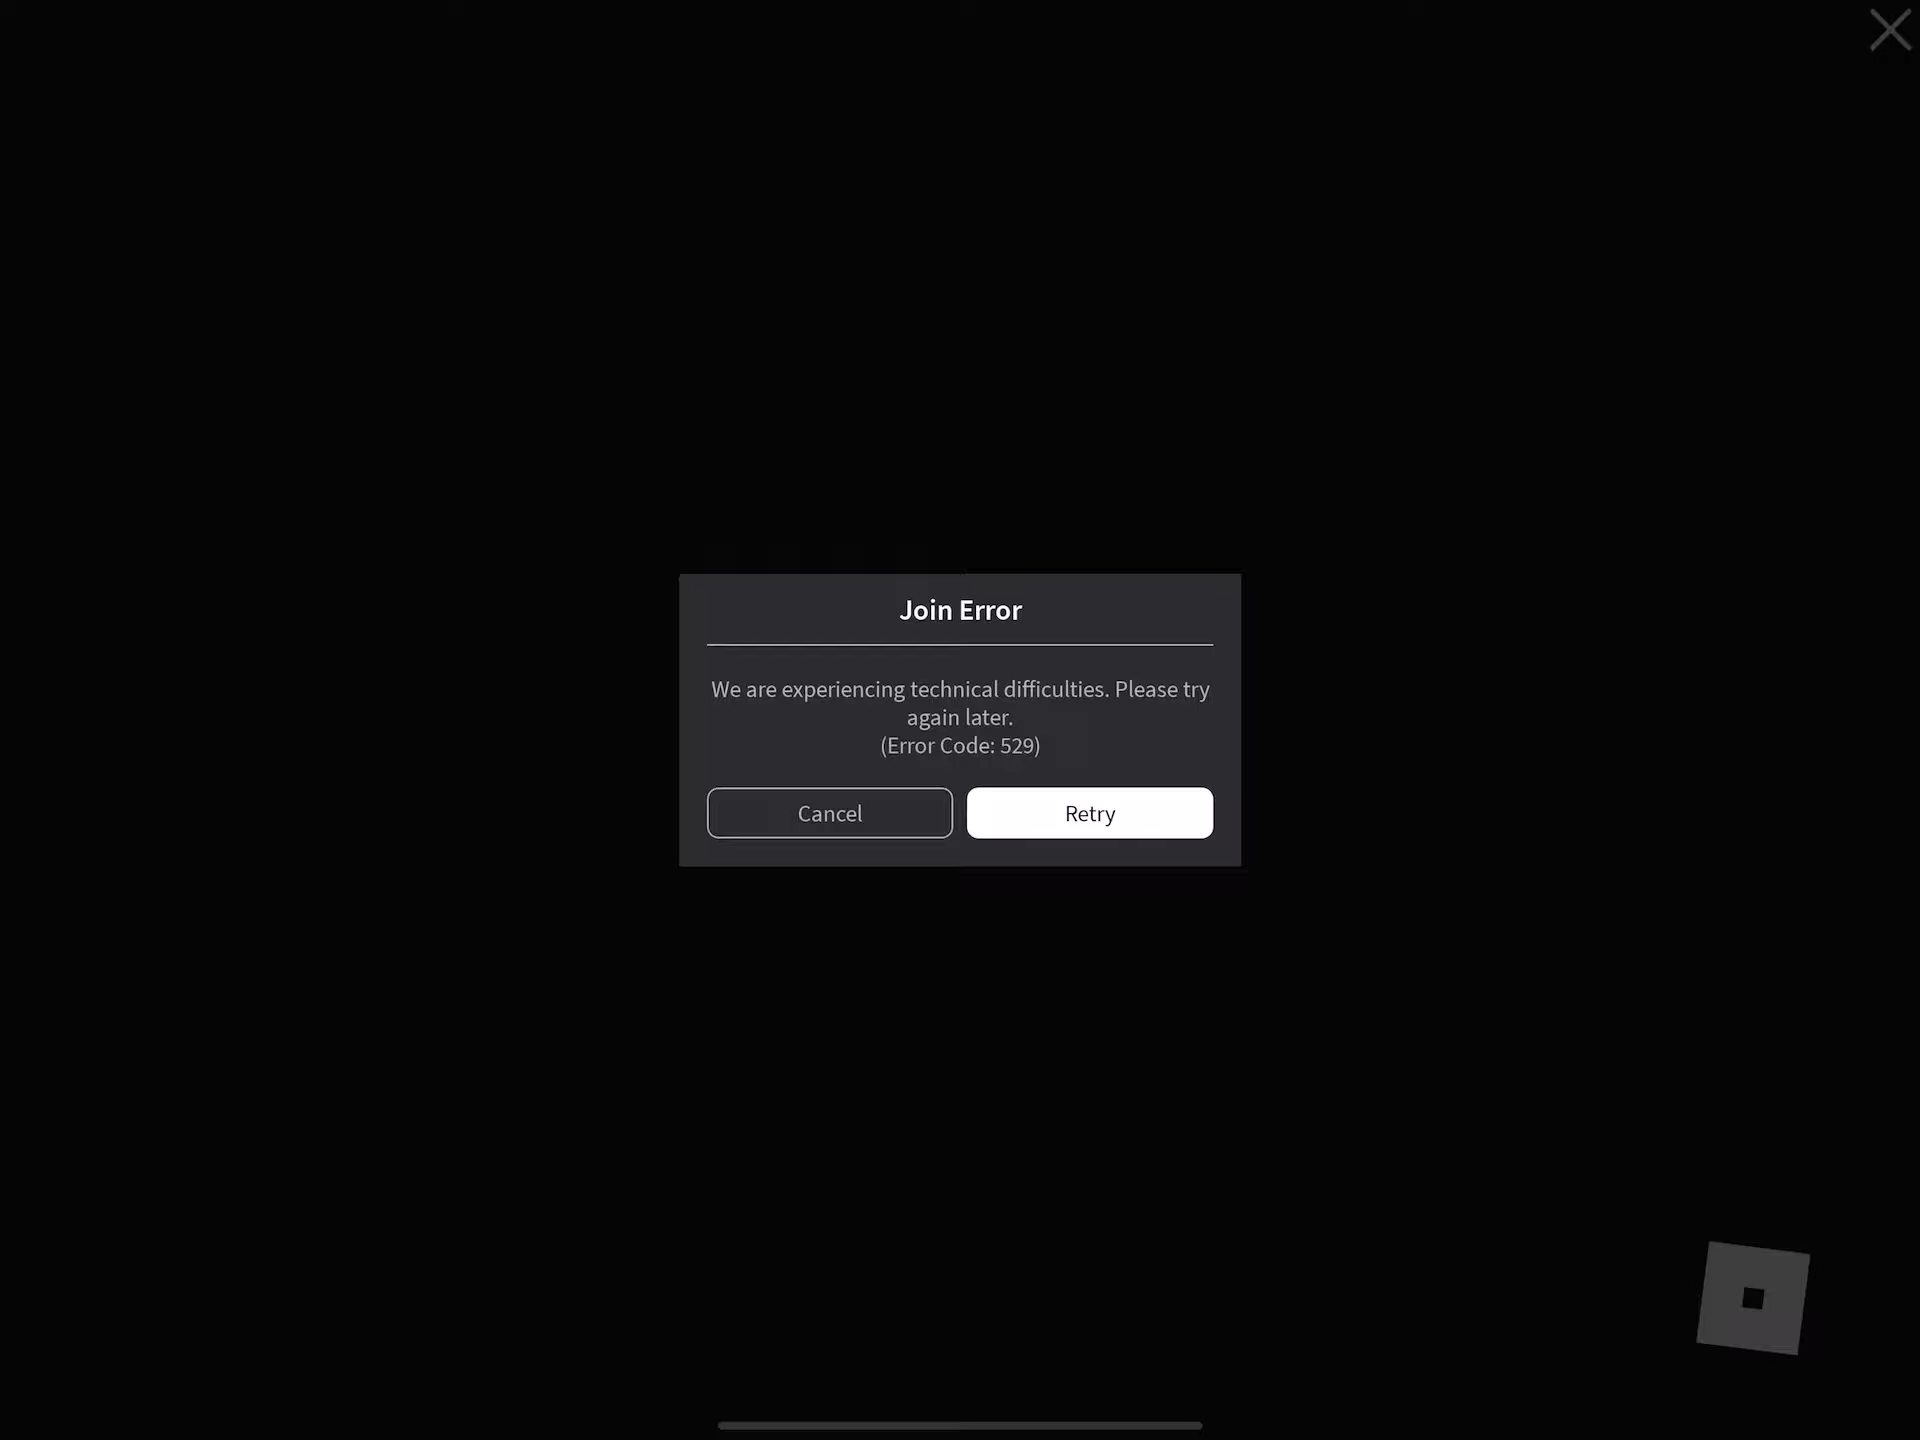 Join Error
We are experiencing technical difficulties. Please try
again later.
(Error Code: 529)
Cancel
Retry